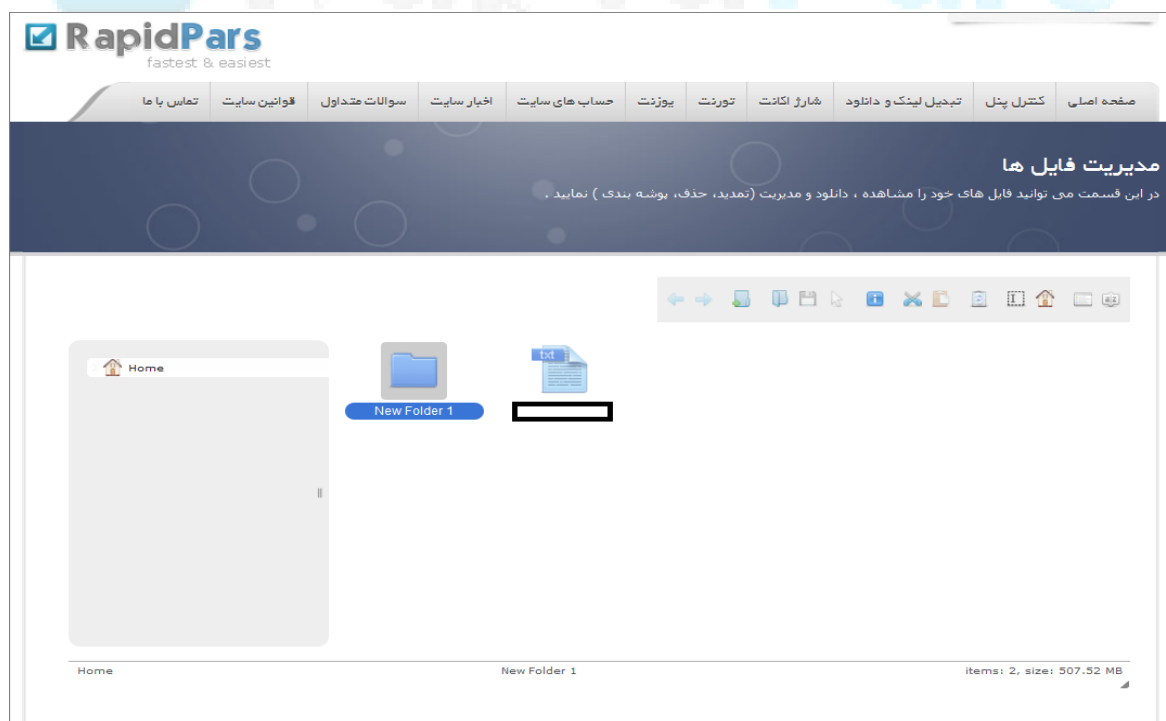 RapidPars
fastest & easiest
صفحه اصلی کنترل پنل تبدیل لینک و دانلود شارژ اکانت تورنت یوزنت حساب های سایت اخبار سایت سوالات متداول قوانین سایت تماس با ما
مدیریت فایل ها
در این قسمت می توانید فایل های خود را مشاهده ، دانلود و مدیریت (تمدید، حذف، پوشه بندی ) نمایید .
Home
txt
New Folder 1
Home New Folder 1 items: 2, size: 507.52 MB